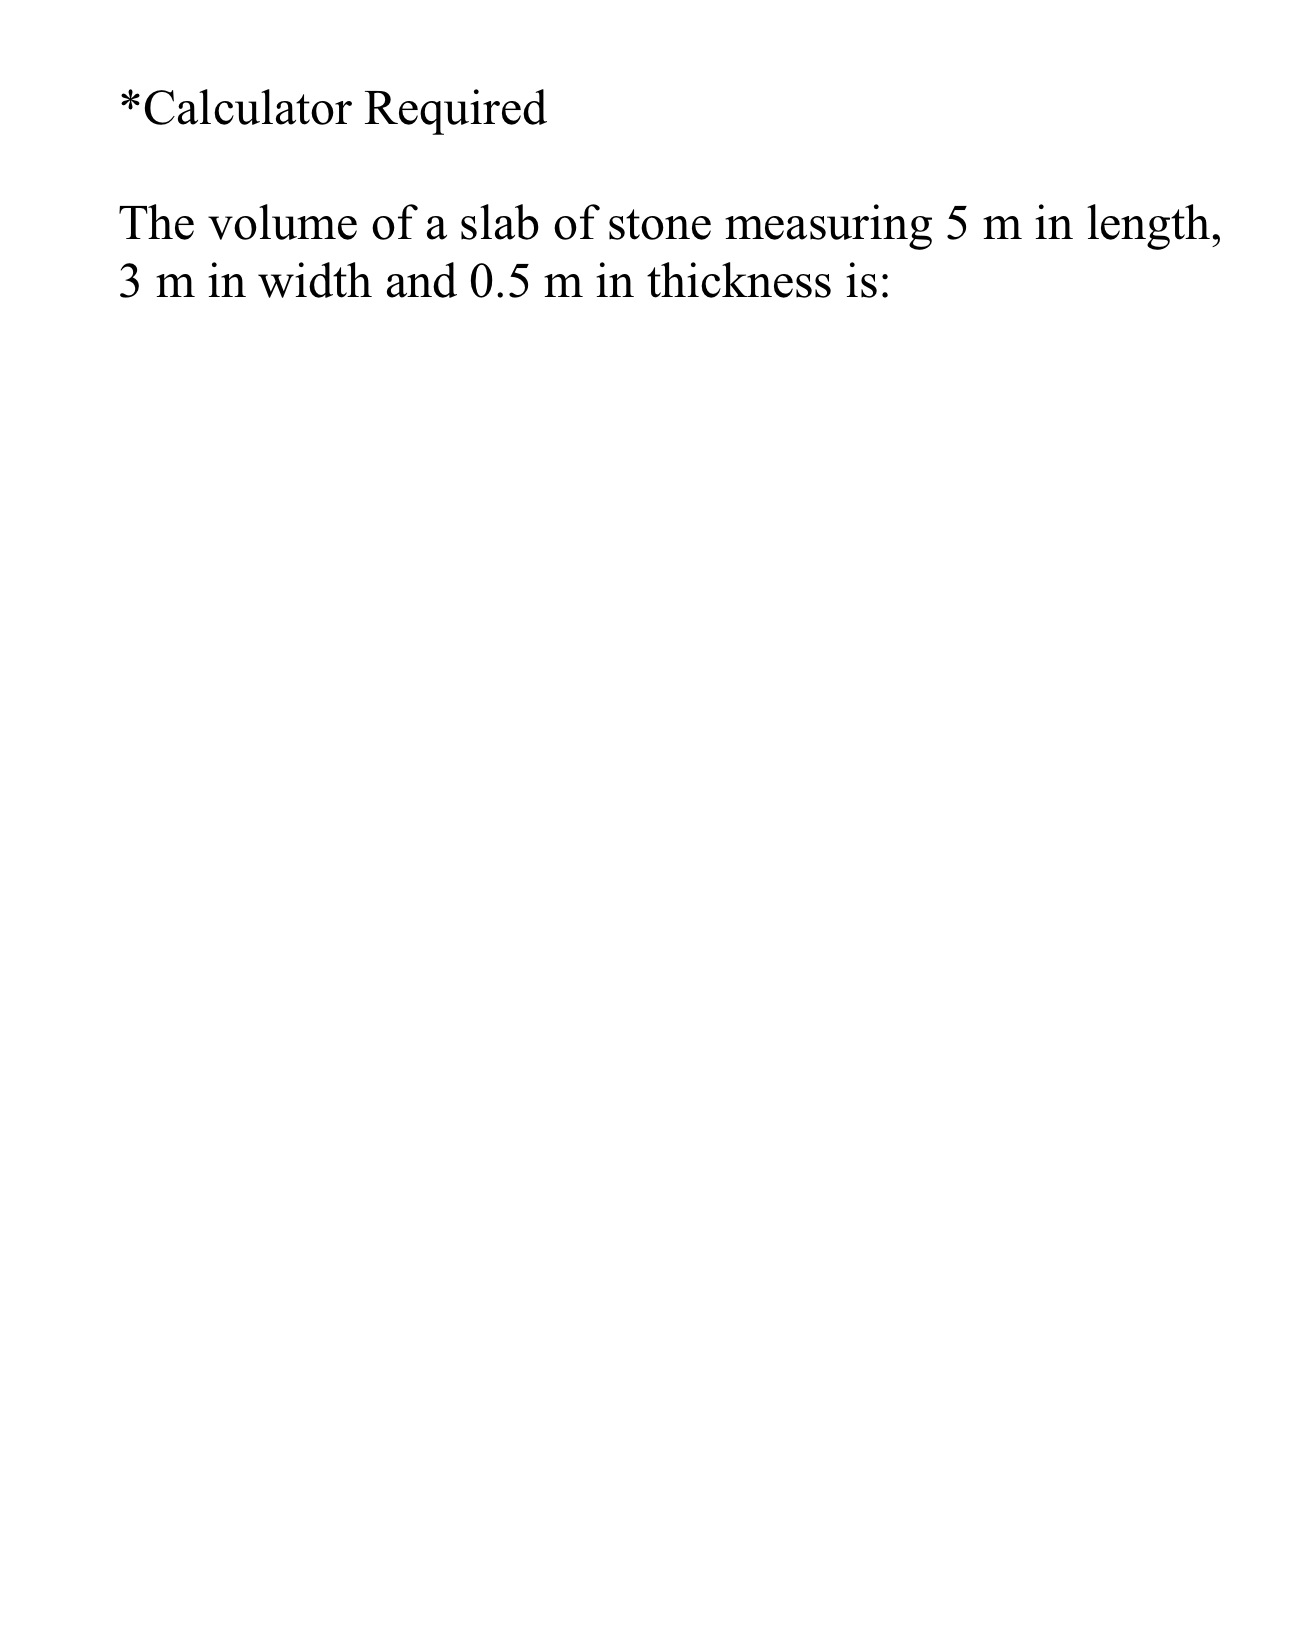 *Calculator Required
The volume of a slab of stone measuring 5 m in length,
3 m in width and 0.5 m in thickness is: